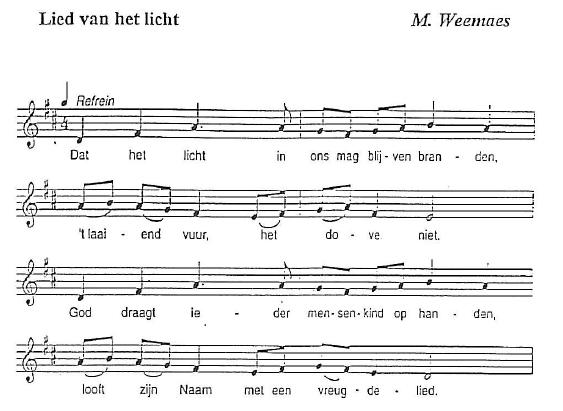 Lied van het licht M. Weemaes
Refrein
4
Dat het licht in ons mag blij - ven bran - den,
't laai - end vuur, het do - ve niet.
God draagt ie - der men - sen - kind op han - den,
looft zijn Naam met een vreug - de - lied.